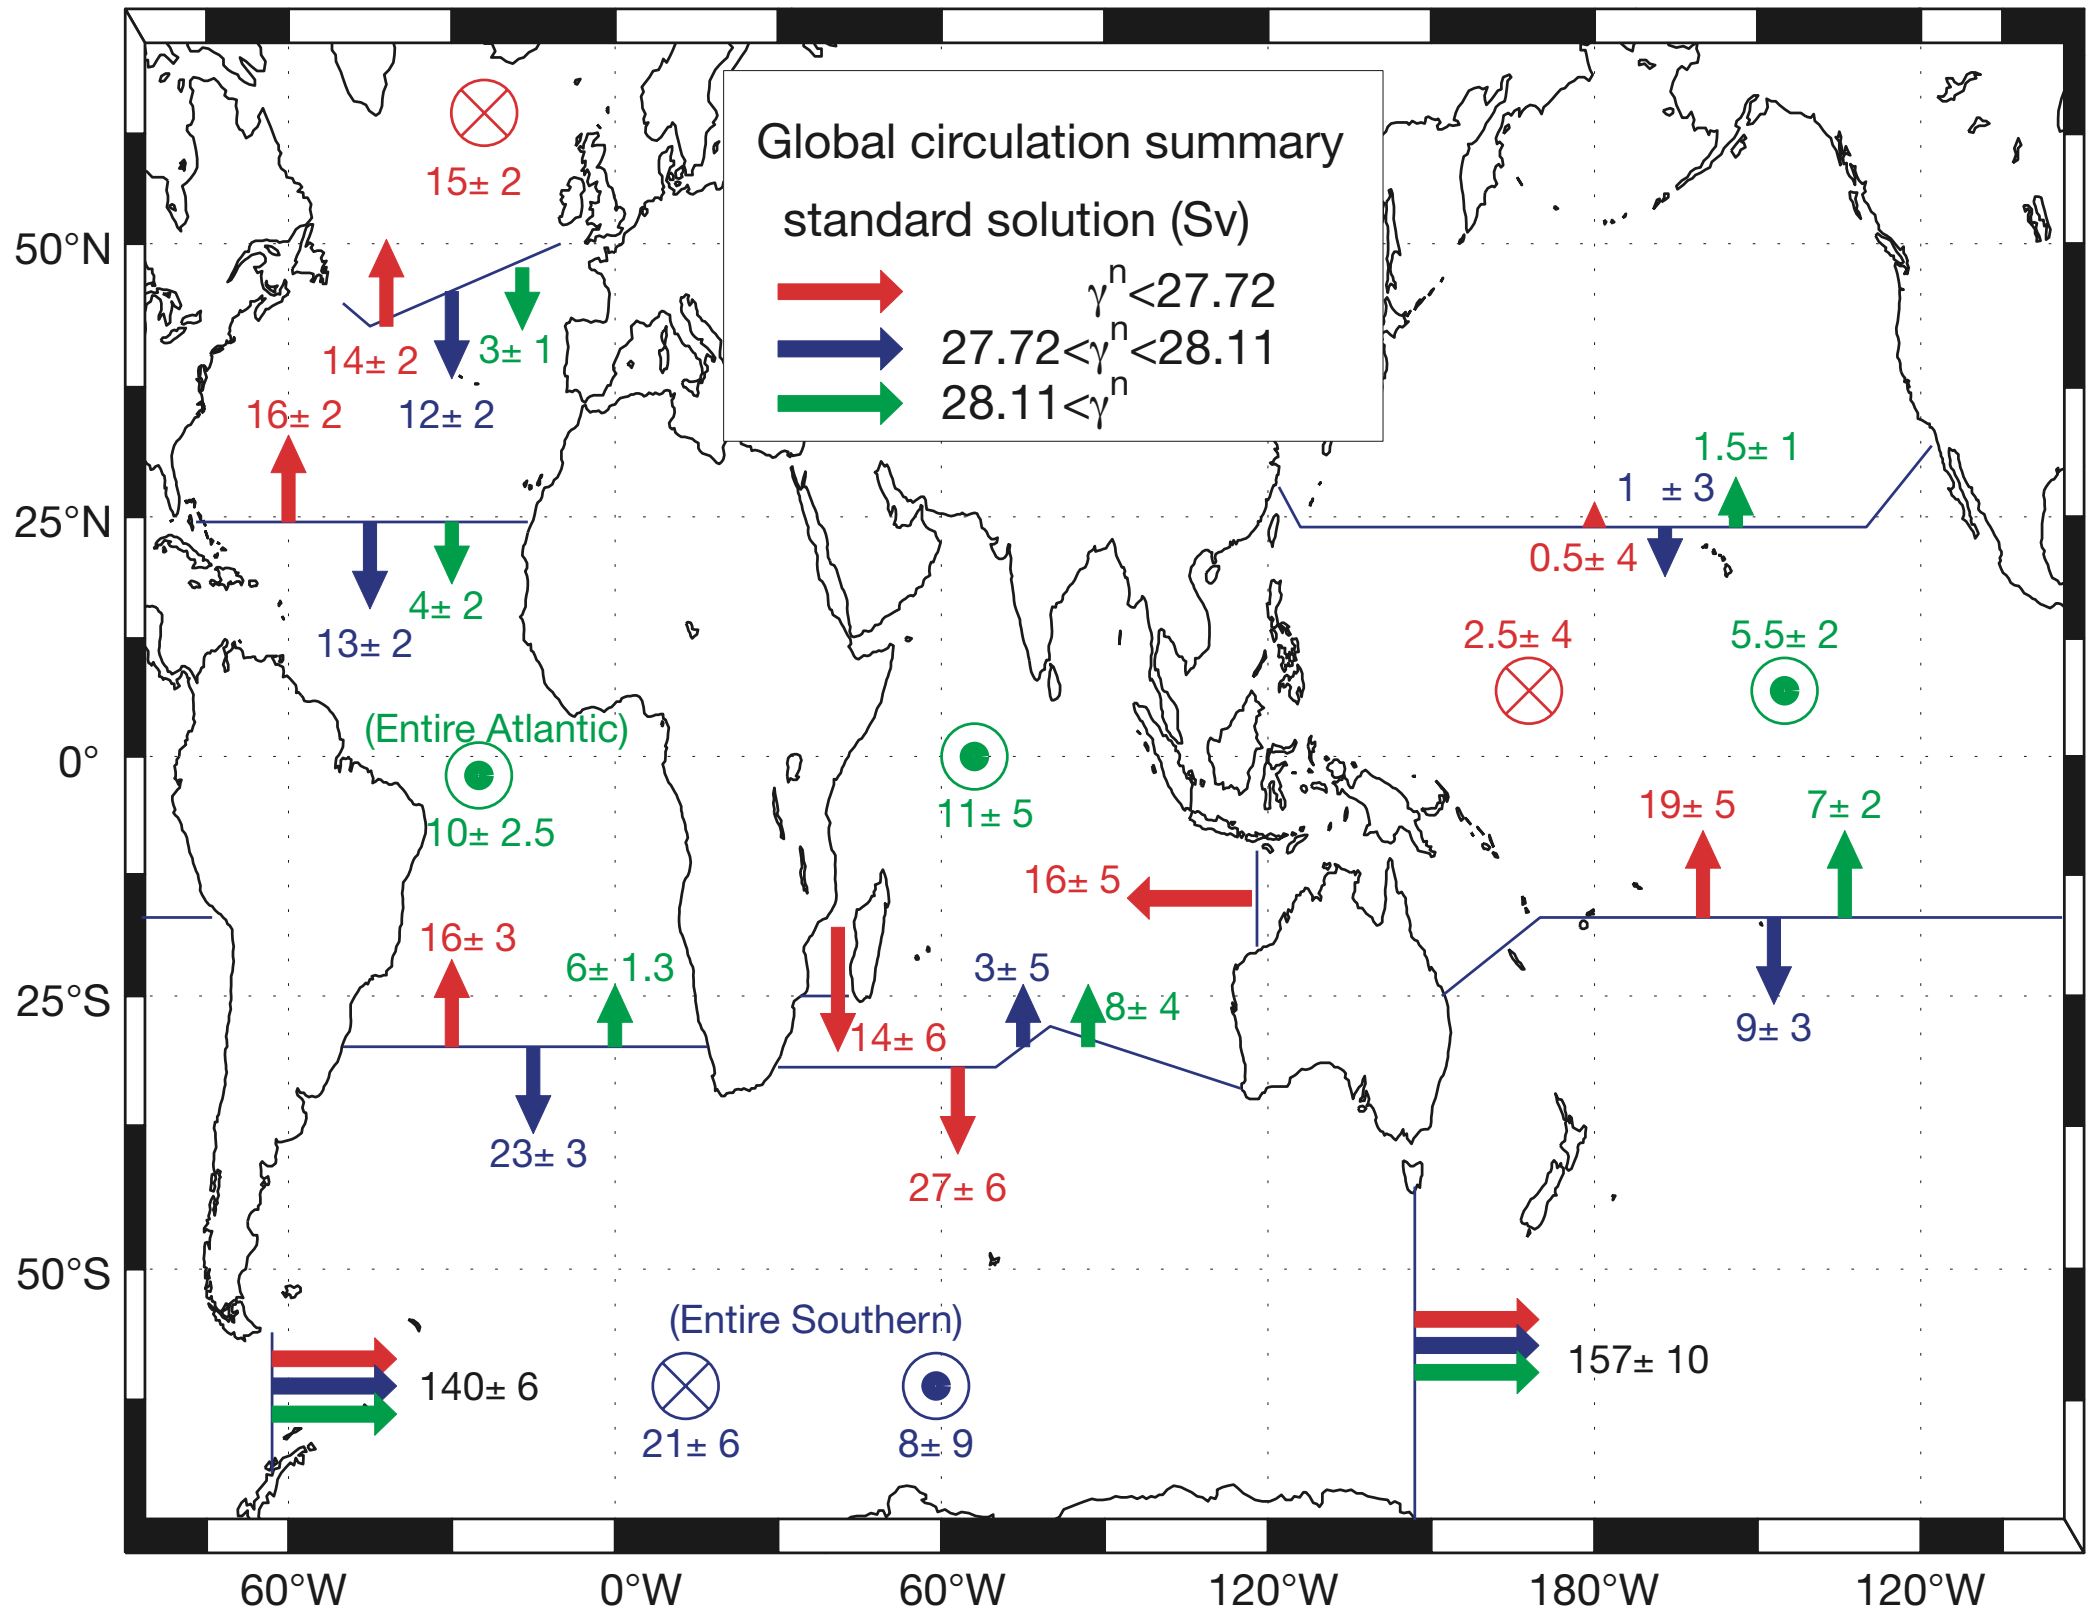 Global circulation summary
standard solution (Sv)
γⁿ<27.72
27.72<γⁿ<28.11
28.11<γⁿ
15± 2
50°N
14± 2
3± 1
16± 2
12± 2
1.5± 1
1 ± 3
25°N
0.5± 4
4± 2
13± 2
2.5± 4
5.5± 2
(Entire Atlantic)
0°
10± 2.5
11± 5
19± 5
7± 2
16± 5
16± 3
6± 1.3
3± 5
25°S
8± 4
14± 6
9± 3
23± 3
27± 6
50°S
(Entire Southern)
140± 6
157± 10
21± 6
8± 9
60°W
0°W
60°W
120°W
180°W
120°W